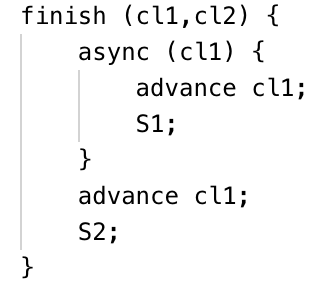 finish (cl1,cl2) {
    async (cl1) {
        advance cl1;
        S1;
    }
    advance cl1;
    S2;
}